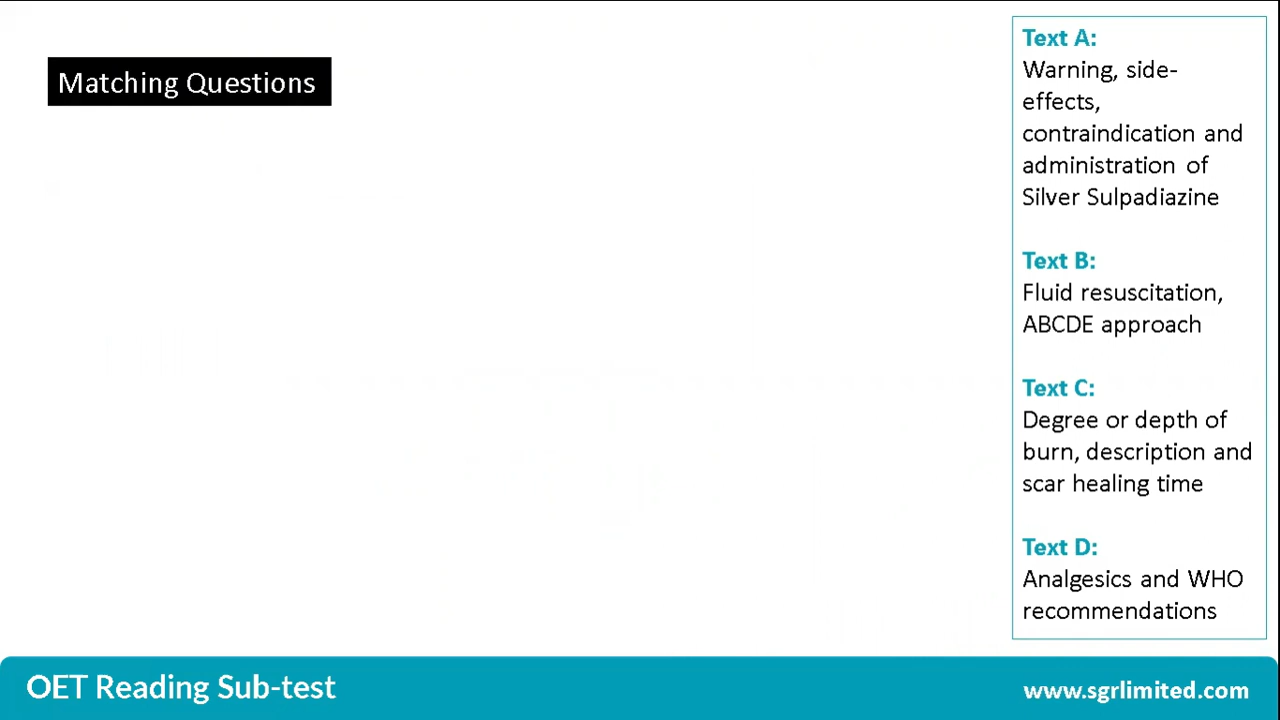 Matching Questions
Text A:
Warning, side-
effects,
contraindication and
administration of
Silver Sulpadiazine
Text B:
Fluid resuscitation,
ABCDE approach
Text C:
Degree or depth of
burn, description and
scar healing time
Text D:
Analgesics and WHO
recommendations
OET Reading Sub-test
www.sgrlimited.com